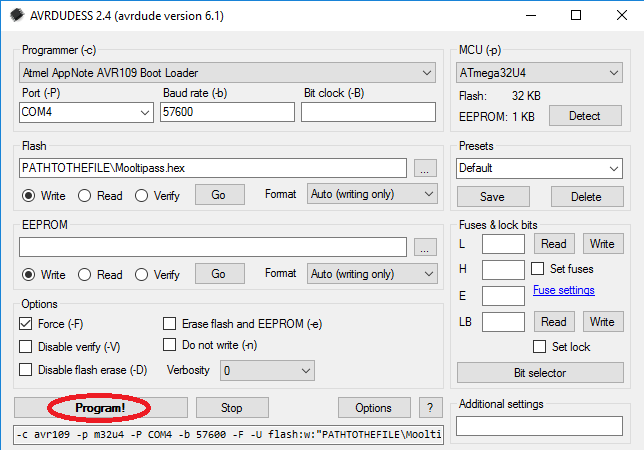 AVRDUDESS 2.4 (avrdude version 6.1)
Programmer (-c)
Atmel AppNote AVR109 Boot Loader
Port (-P) Baud rate (-b) Bit clock (-B)
COM4 57600
MCU (-p)
ATmega32U4
Flash: 32 KB
EEPROM: 1 KB Detect
Flash
PATHTOTHEFILE\Mooltipass.hex ...
Write Read Verify Go Format Auto (writing only)
Presets
Default
Save Delete
EEPROM
...
Write Read Verify Go Format Auto (writing only)
Fuses & lock bits
L Read Write
H Set fuses
E Fuse settings
LB Read Write
Set lock
Bit selector
Options
Force (-F) Erase flash and EEPROM (-e)
Disable verify (-V) Do not write (-n)
Disable flash erase (-D) Verbosity 0
Program! Stop Options ?
Additional settings
-c avr109 -p m32u4 -P COM4 -b 57600 -F -U flash:w:"PATHTOTHEFILE\Moolti